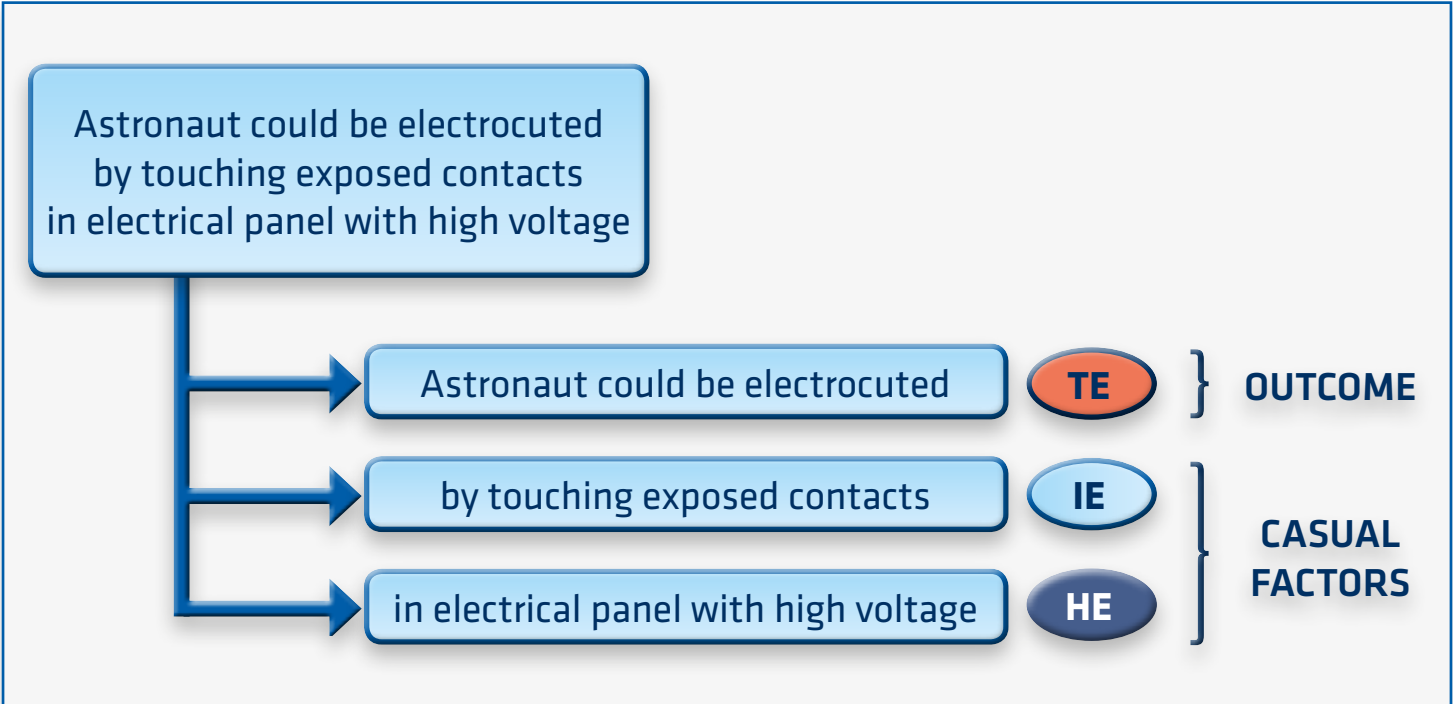 Astronaut could be electrocuted
by touching exposed contacts
in electrical panel with high voltage
Astronaut could be electrocuted
TE
OUTCOME
by touching exposed contacts
IE
CASUAL
FACTORS
in electrical panel with high voltage
HE